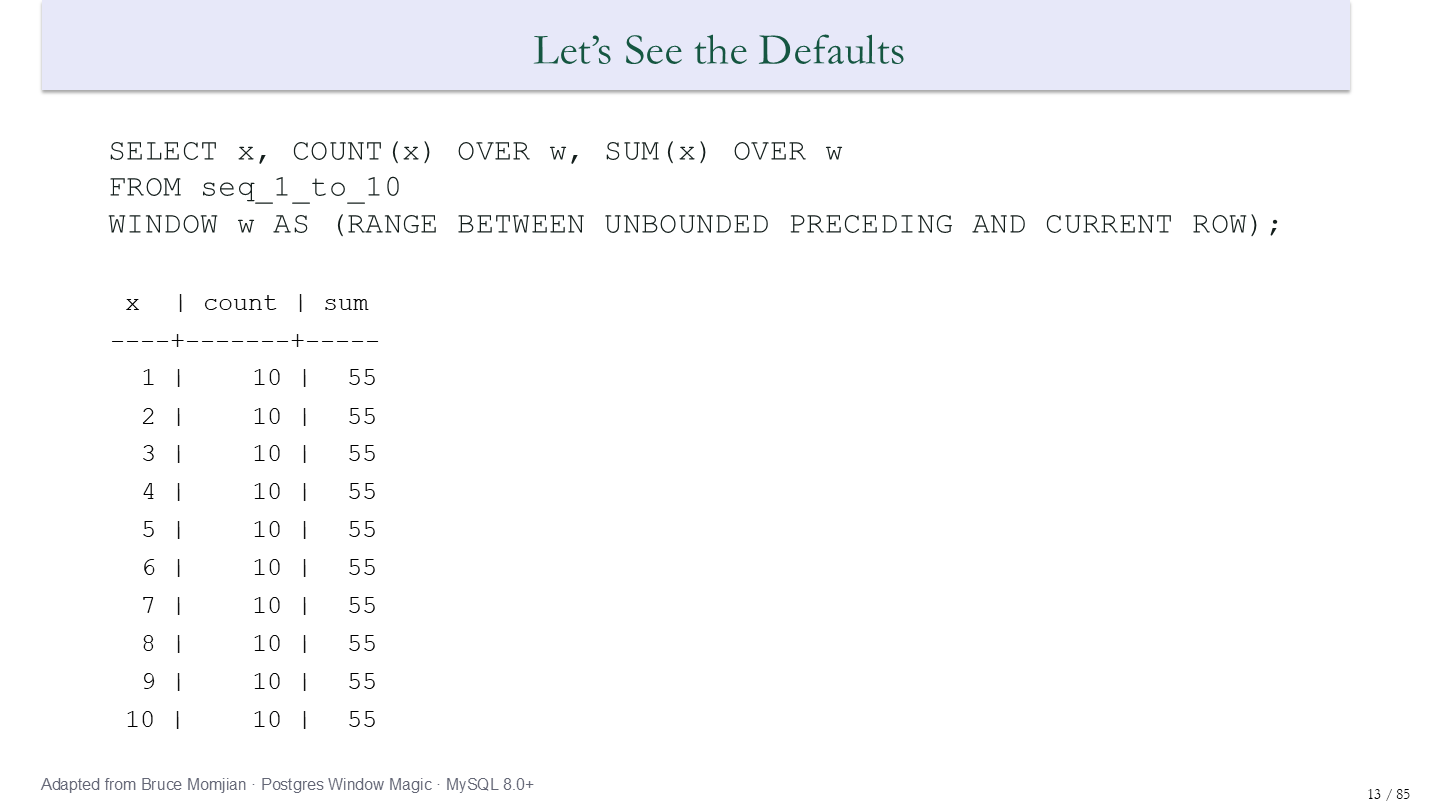 Let’s See the Defaults
SELECT x, COUNT(x) OVER w, SUM(x) OVER w
FROM seq_1_to_10
WINDOW w AS (RANGE BETWEEN UNBOUNDED PRECEDING AND CURRENT ROW);
 x  | count | sum
----+-------+-----
  1 |    10 |  55
  2 |    10 |  55
  3 |    10 |  55
  4 |    10 |  55
  5 |    10 |  55
  6 |    10 |  55
  7 |    10 |  55
  8 |    10 |  55
  9 |    10 |  55
 10 |    10 |  55
Adapted from Bruce Momjian · Postgres Window Magic · MySQL 8.0+
13 / 85